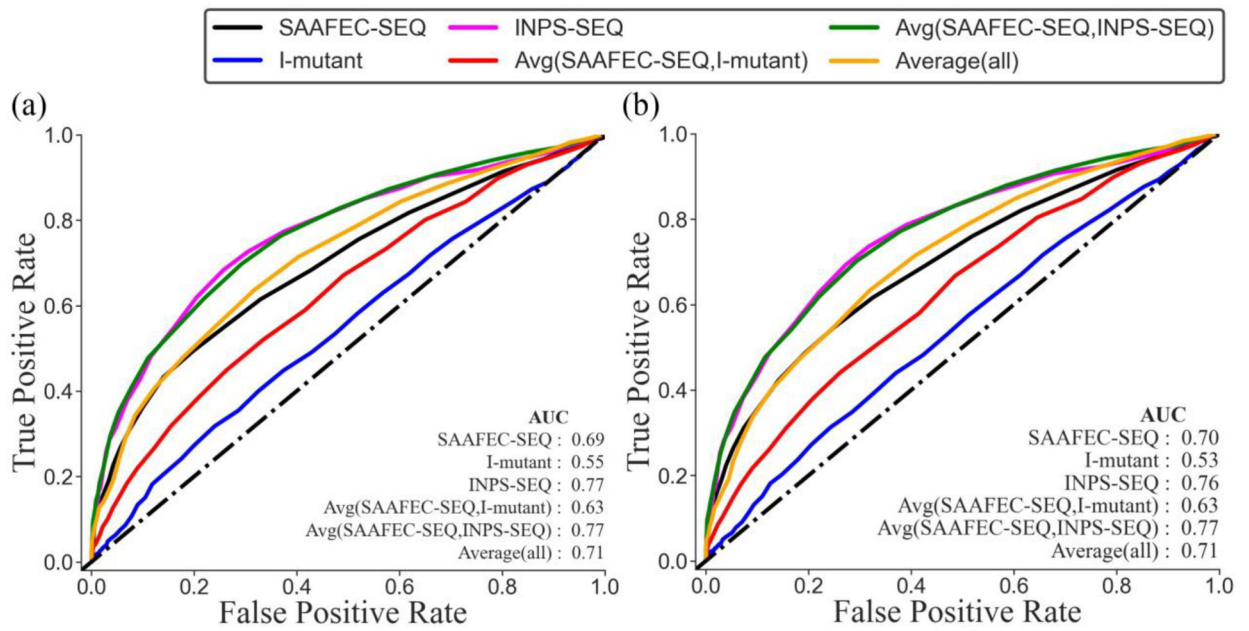 SAAFEC-SEQ INPS-SEQ Avg(SAAFEC-SEQ,INPS-SEQ)
I-mutant Avg(SAAFEC-SEQ,I-mutant) Average(all)
(a)
True Positive Rate
1.0
0.8
0.6
0.4
0.2
0.0
AUC
SAAFEC-SEQ : 0.69
I-mutant : 0.55
INPS-SEQ : 0.77
Avg(SAAFEC-SEQ,I-mutant) : 0.63
Avg(SAAFEC-SEQ,INPS-SEQ) : 0.77
Average(all) : 0.71
0.0 0.2 0.4 0.6 0.8 1.0
False Positive Rate
(b)
True Positive Rate
1.0
0.8
0.6
0.4
0.2
0.0
AUC
SAAFEC-SEQ : 0.70
I-mutant : 0.53
INPS-SEQ : 0.76
Avg(SAAFEC-SEQ,I-mutant) : 0.63
Avg(SAAFEC-SEQ,INPS-SEQ) : 0.77
Average(all) : 0.71
0.0 0.2 0.4 0.6 0.8 1.0
False Positive Rate